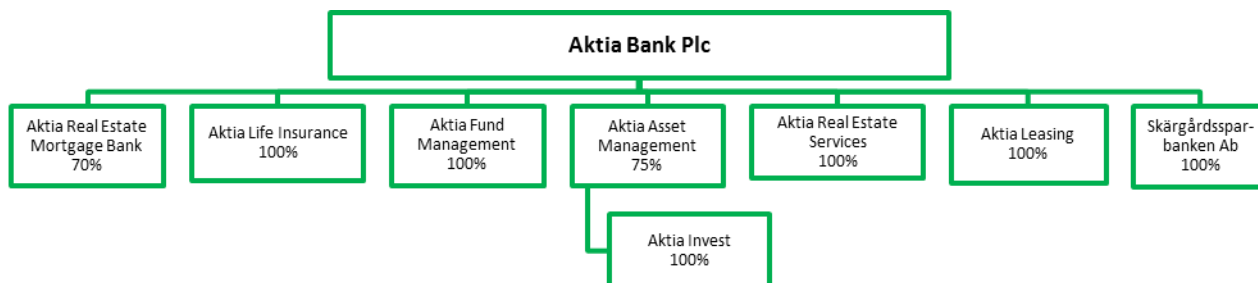 Aktia Bank Plc
Aktia Real Estate
Mortgage Bank
70%
Aktia Life Insurance
100%
Aktia Fund
Management
100%
Aktia Asset
Management
75%
Aktia Real Estate
Services
100%
Aktia Leasing
100%
Skärgårdsspar-
banken Ab
100%
Aktia Invest
100%